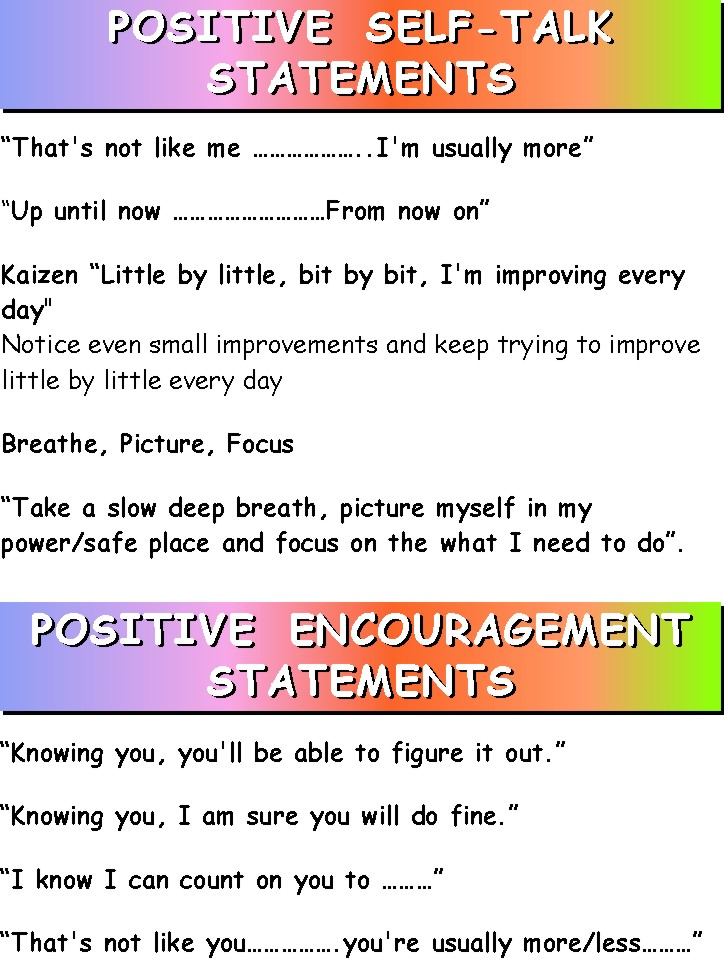 POSITIVE SELF-TALK
STATEMENTS
“That's not like me ………………..I'm usually more”
“Up until now ………………………From now on”
Kaizen “Little by little, bit by bit, I'm improving every
day"
Notice even small improvements and keep trying to improve
little by little every day
Breathe, Picture, Focus
“Take a slow deep breath, picture myself in my
power/safe place and focus on the what I need to do”.
POSITIVE ENCOURAGEMENT
STATEMENTS
“Knowing you, you'll be able to figure it out.”
“Knowing you, I am sure you will do fine.”
“I know I can count on you to ………”
“That's not like you…………….you're usually more/less………”